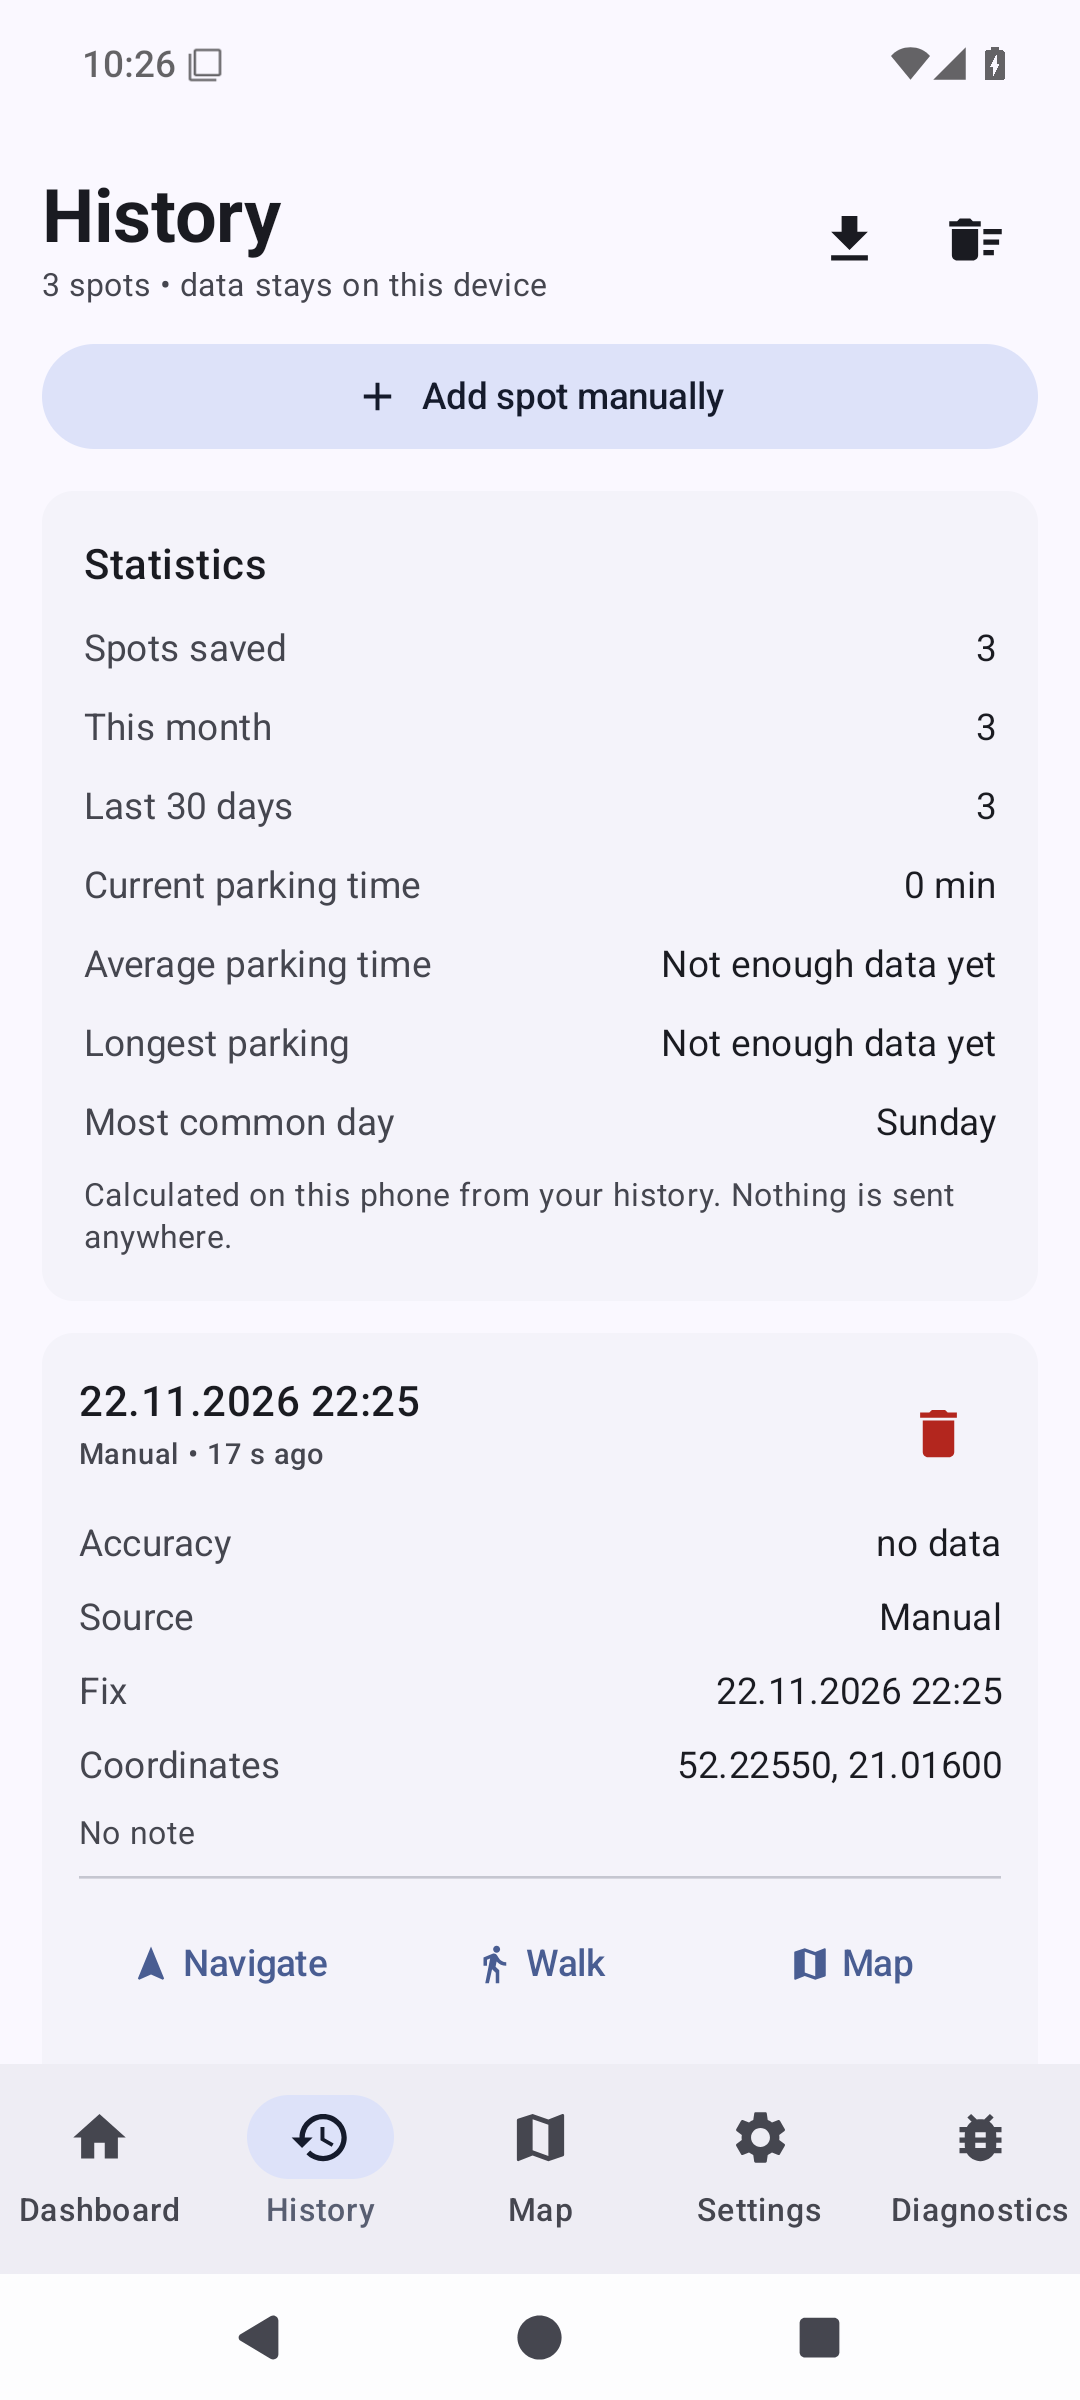 10:26
History
3 spots • data stays on this device
Add spot manually
Statistics
Spots saved 3
This month 3
Last 30 days 3
Current parking time 0 min
Average parking time Not enough data yet
Longest parking Not enough data yet
Most common day Sunday
Calculated on this phone from your history. Nothing is sent
anywhere.
22.11.2026 22:25
Manual • 17 s ago
Accuracy no data
Source Manual
Fix 22.11.2026 22:25
Coordinates 52.22550, 21.01600
No note
Navigate Walk Map
Dashboard History Map Settings Diagnostics